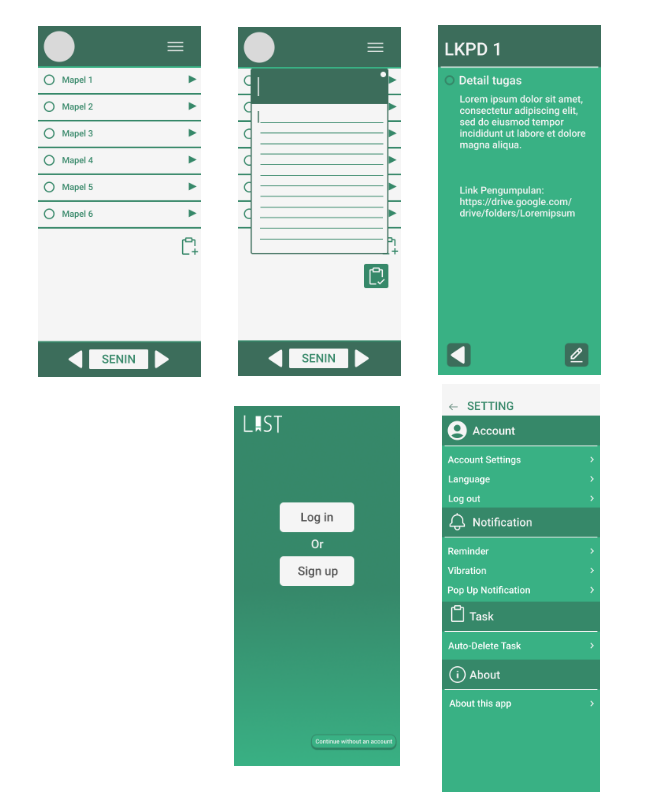 Mapel 1
Mapel 2
Mapel 3
Mapel 4
Mapel 5
Mapel 6
SENIN
SENIN
LKPD 1
Detail tugas
Lorem ipsum dolor sit amet,
consectetur adipiscing elit,
sed do eiusmod tempor
incididunt ut labore et dolore
magna aliqua.
Link Pengumpulan:
https://drive.google.com/
drive/folders/Loremipsum
LIST
Log in
Or
Sign up
Continue without an account
SETTING
Account
Account Settings
Language
Log out
Notification
Reminder
Vibration
Pop Up Notification
Task
Auto-Delete Task
About
About this app